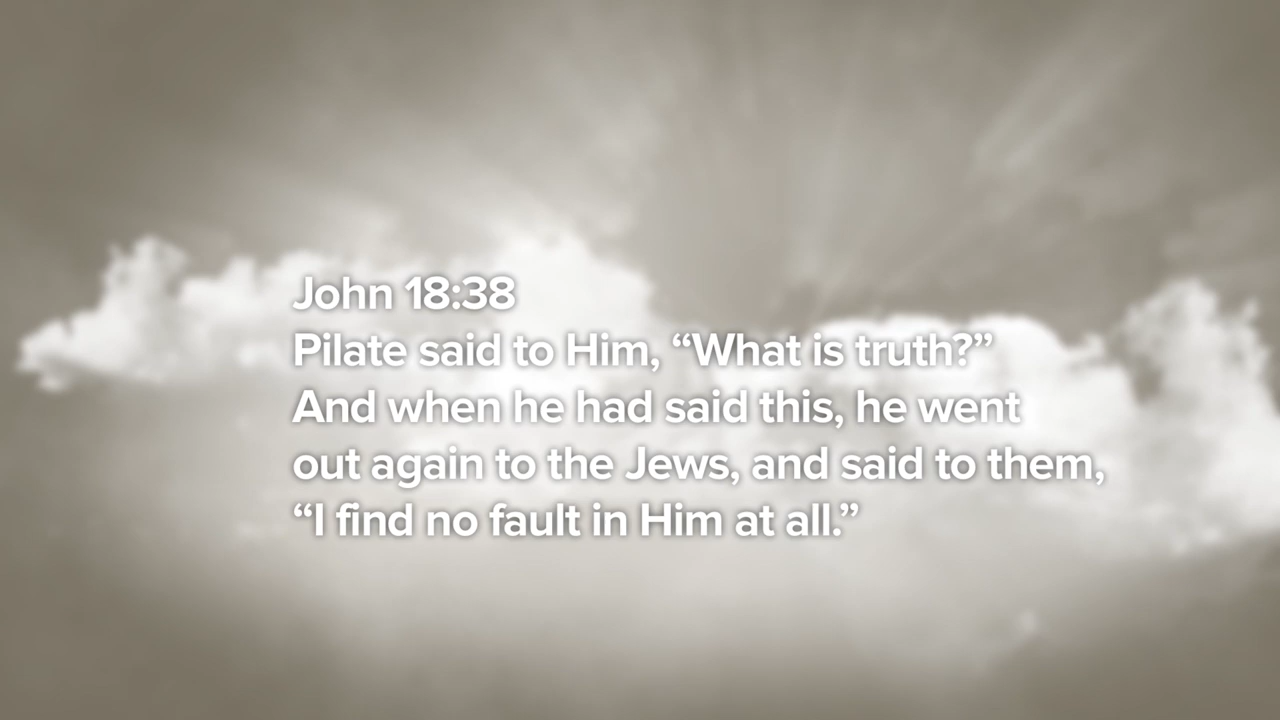 John 18:38
Pilate said to Him, “What is truth?”
And when he had said this, he went
out again to the Jews, and said to them,
“I find no fault in Him at all.”